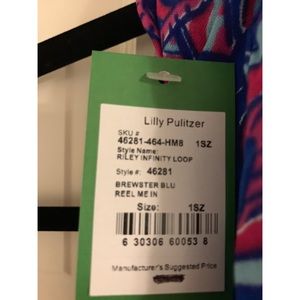 Lilly Pulitzer
SKU #
46281-464-HM8 1SZ
Style Name:
RILEY INFINITY LOOP
Style #: 46281
BREWSTER BLU
REEL ME IN
Size: 1SZ
6 30306 60053 8
Manufacturer's Suggested Price